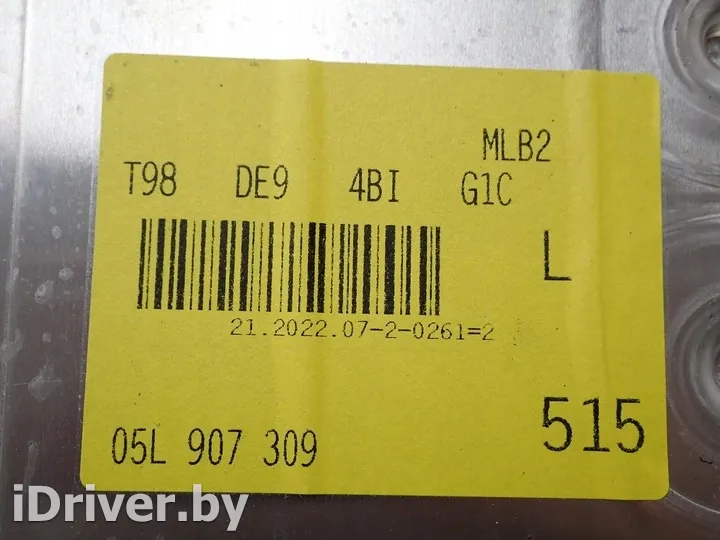 MLB2
T98 DE9 4BI G1C
L
21.2022.07-2-0261=2
05L 907 309 515
iDriver.by